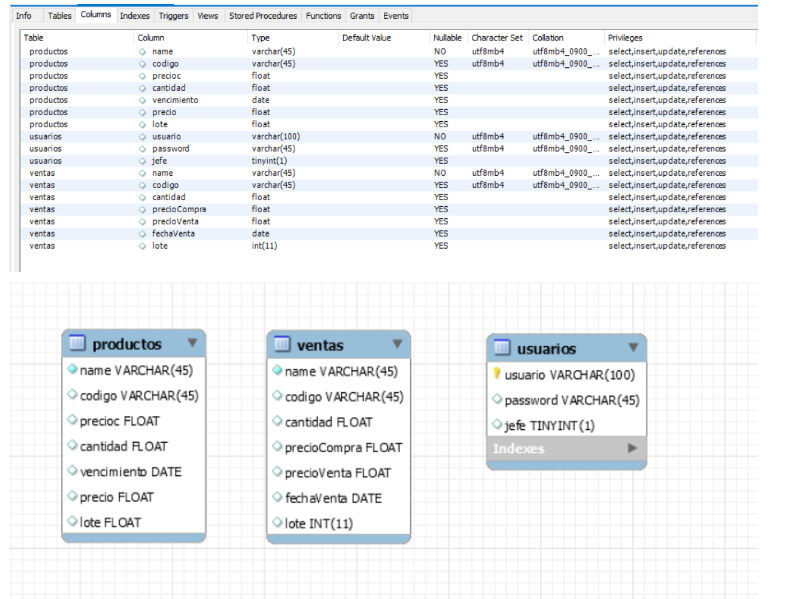 Info Tables Columns Indexes Triggers Views Stored Procedures Functions Grants Events
Table Column Type Default Value Nullable Character Set Collation Privileges
productos name varchar(45) NO utf8mb4 utf8mb4_0900_... select,insert,update,references
productos codigo varchar(45) YES utf8mb4 utf8mb4_0900_... select,insert,update,references
productos precioc float YES select,insert,update,references
productos cantidad float YES select,insert,update,references
productos vencimiento date YES select,insert,update,references
productos precio float YES select,insert,update,references
productos lote float YES select,insert,update,references
usuarios usuario varchar(100) NO utf8mb4 utf8mb4_0900_... select,insert,update,references
usuarios password varchar(45) YES utf8mb4 utf8mb4_0900_... select,insert,update,references
usuarios jefe tinyint(1) YES select,insert,update,references
ventas name varchar(45) NO utf8mb4 utf8mb4_0900_... select,insert,update,references
ventas codigo varchar(45) YES utf8mb4 utf8mb4_0900_... select,insert,update,references
ventas cantidad float YES select,insert,update,references
ventas precioCompra float YES select,insert,update,references
ventas precioVenta float YES select,insert,update,references
ventas fechaVenta date YES select,insert,update,references
ventas lote int(11) YES select,insert,update,references
productos
name VARCHAR(45)
codigo VARCHAR(45)
precioc FLOAT
cantidad FLOAT
vencimiento DATE
precio FLOAT
lote FLOAT
ventas
name VARCHAR(45)
codigo VARCHAR(45)
cantidad FLOAT
precioCompra FLOAT
precioVenta FLOAT
fechaVenta DATE
lote INT(11)
usuarios
usuario VARCHAR(100)
password VARCHAR(45)
jefe TINYINT(1)
Indexes